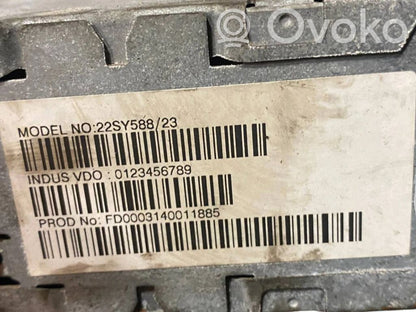 Ovoko
MODEL NO:22SY588/23
INDUS VDO : 0123456789
PROD No: FD0003140011885